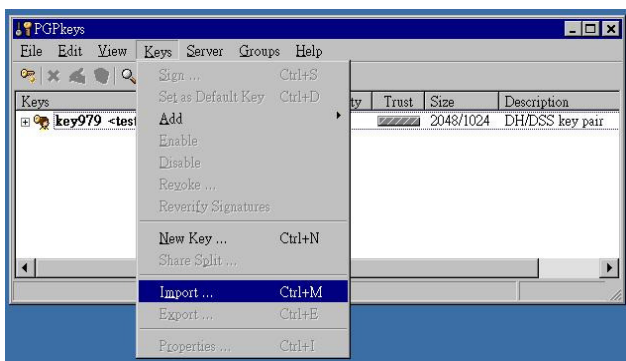 PGPkeys
File Edit View Keys Server Groups Help
Sign ... Ctrl+S
Set as Default Key Ctrl+D
Keys ty Trust Size Description
Add
key979 <test 2048/1024 DH/DSS key pair
Enable
Disable
Revoke ...
Reverify Signatures
New Key ... Ctrl+N
Share Split ...
Import ... Ctrl+M
Export ... Ctrl+E
Properties ... Ctrl+I